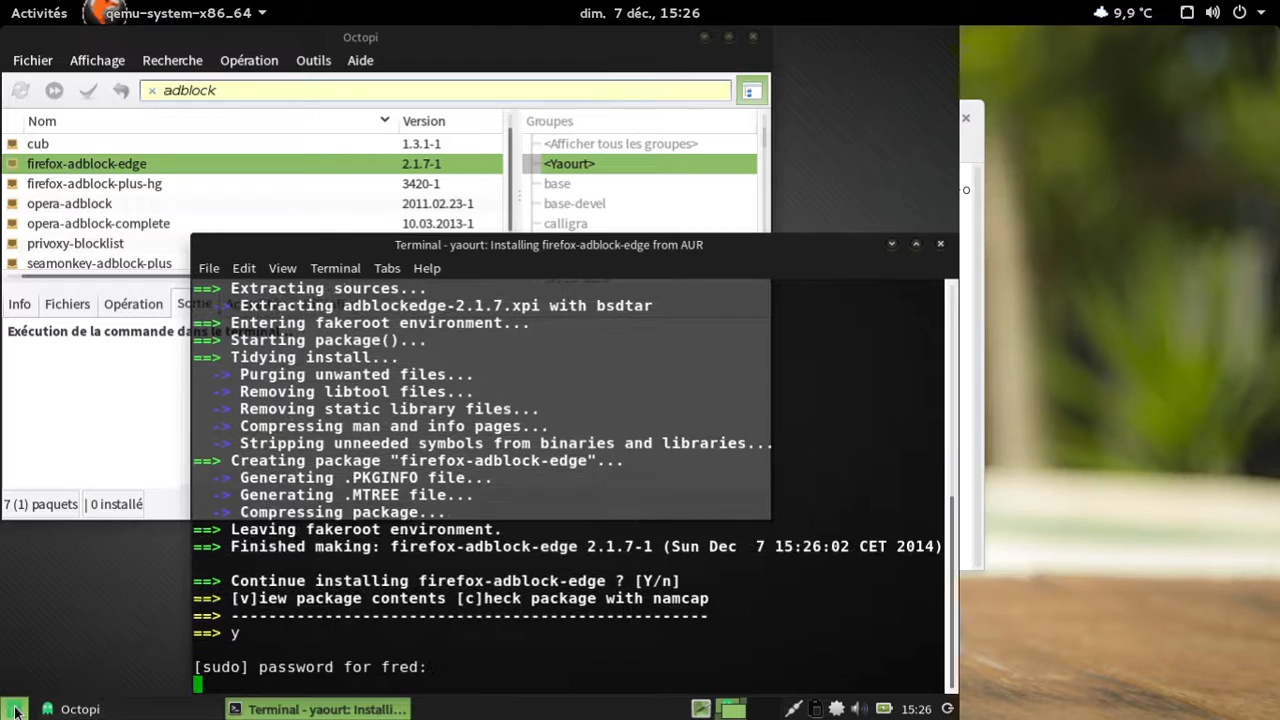 Activités qemu-system-x86_64 dim. 7 déc., 15:26 9,9 °C
Octopi
Fichier Affichage Recherche Opération Outils Aide
adblock
Nom Version Groupes
cub 1.3.1-1 <Afficher tous les groupes>
firefox-adblock-edge 2.1.7-1 <Yaourt>
firefox-adblock-plus-hg 3420-1 base
opera-adblock 2011.02.23-1 base-devel
opera-adblock-complete 10.03.2013-1 calligra
privoxy-blocklist
seamonkey-adblock-plus
Info Fichiers Opération Sortie
Exécution de la commande dans le terminal...
7 (1) paquets | 0 installé
Terminal - yaourt: Installing firefox-adblock-edge from AUR
File Edit View Terminal Tabs Help
==> Extracting sources...
-> Extracting adblockedge-2.1.7.xpi with bsdtar
==> Entering fakeroot environment...
==> Starting package()...
==> Tidying install...
-> Purging unwanted files...
-> Removing libtool files...
-> Removing static library files...
-> Compressing man and info pages...
-> Stripping unneeded symbols from binaries and libraries...
==> Creating package "firefox-adblock-edge"...
-> Generating .PKGINFO file...
-> Generating .MTREE file...
-> Compressing package...
==> Leaving fakeroot environment.
==> Finished making: firefox-adblock-edge 2.1.7-1 (Sun Dec  7 15:26:02 CET 2014)
==> Continue installing firefox-adblock-edge ? [Y/n]
==> [v]iew package contents [c]heck package with namcap
==> ---------------------------------------------------
==> y
[sudo] password for fred:
Octopi Terminal - yaourt: Installi... 15:26